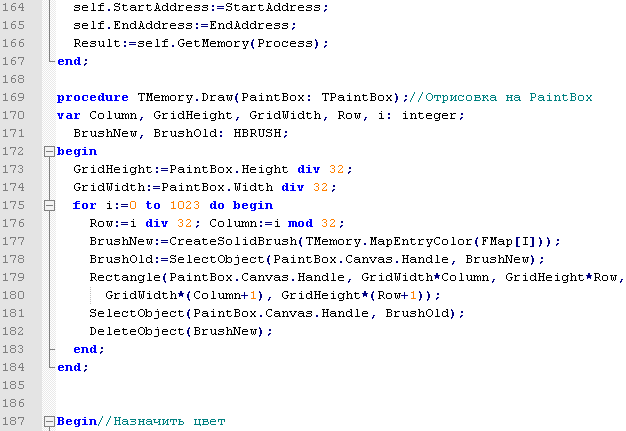 164 self.StartAddress:=StartAddress;
165 self.EndAddress:=EndAddress;
166 Result:=self.GetMemory(Process);
167 end;
168
169 procedure TMemory.Draw(PaintBox: TPaintBox);//Отрисовка на PaintBox
170 var Column, GridHeight, GridWidth, Row, i: integer;
171 BrushNew, BrushOld: HBRUSH;
172 begin
173 GridHeight:=PaintBox.Height div 32;
174 GridWidth:=PaintBox.Width div 32;
175 for i:=0 to 1023 do begin
176 Row:=i div 32; Column:=i mod 32;
177 BrushNew:=CreateSolidBrush(TMemory.MapEntryColor(FMap[I]));
178 BrushOld:=SelectObject(PaintBox.Canvas.Handle, BrushNew);
179 Rectangle(PaintBox.Canvas.Handle, GridWidth*Column, GridHeight*Row,
180 GridWidth*(Column+1), GridHeight*(Row+1));
181 SelectObject(PaintBox.Canvas.Handle, BrushOld);
182 DeleteObject(BrushNew);
183 end;
184 end;
185
186
187 Begin//Назначить цвет